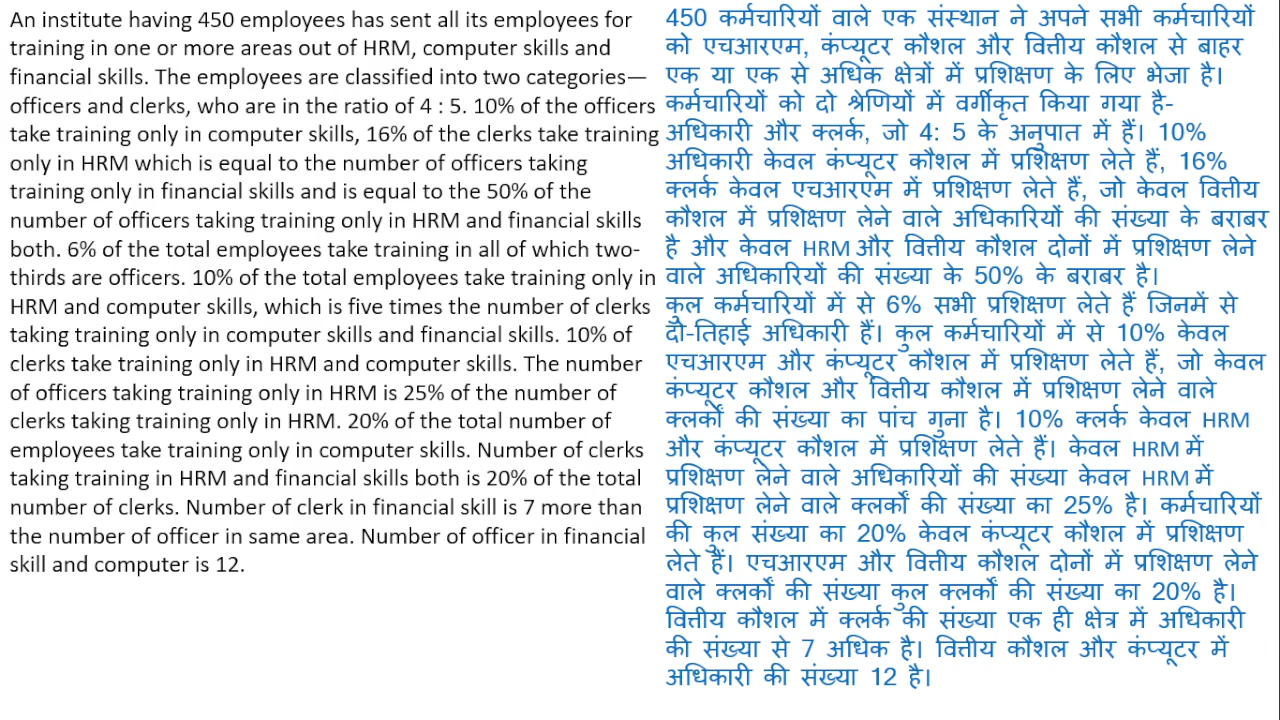 An institute having 450 employees has sent all its employees for
training in one or more areas out of HRM, computer skills and
financial skills. The employees are classified into two categories—
officers and clerks, who are in the ratio of 4 : 5. 10% of the officers
take training only in computer skills, 16% of the clerks take training
only in HRM which is equal to the number of officers taking
training only in financial skills and is equal to the 50% of the
number of officers taking training only in HRM and financial skills
both. 6% of the total employees take training in all of which two-
thirds are officers. 10% of the total employees take training only in
HRM and computer skills, which is five times the number of clerks
taking training only in computer skills and financial skills. 10% of
clerks take training only in HRM and computer skills. The number
of officers taking training only in HRM is 25% of the number of
clerks taking training only in HRM. 20% of the total number of
employees take training only in computer skills. Number of clerks
taking training in HRM and financial skills both is 20% of the total
number of clerks. Number of clerk in financial skill is 7 more than
the number of officer in same area. Number of officer in financial
skill and computer is 12.
450 कर्मचारियों वाले एक संस्थान ने अपने सभी कर्मचारियों
को एचआरएम, कंप्यूटर कौशल और वित्तीय कौशल से बाहर
एक या एक से अधिक क्षेत्रों में प्रशिक्षण के लिए भेजा है।
कर्मचारियों को दो श्रेणियों में वर्गीकृत किया गया है-
अधिकारी और क्लर्क, जो 4: 5 के अनुपात में हैं। 10%
अधिकारी केवल कंप्यूटर कौशल में प्रशिक्षण लेते हैं, 16%
क्लर्क केवल एचआरएम में प्रशिक्षण लेते हैं, जो केवल वित्तीय
कौशल में प्रशिक्षण लेने वाले अधिकारियों की संख्या के बराबर
है और केवल HRM और वित्तीय कौशल दोनों में प्रशिक्षण लेने
वाले अधिकारियों की संख्या के 50% के बराबर है।
कुल कर्मचारियों में से 6% सभी प्रशिक्षण लेते हैं जिनमें से
दो-तिहाई अधिकारी हैं। कुल कर्मचारियों में से 10% केवल
एचआरएम और कंप्यूटर कौशल में प्रशिक्षण लेते हैं, जो केवल
कंप्यूटर कौशल और वित्तीय कौशल में प्रशिक्षण लेने वाले
क्लर्कों की संख्या का पांच गुना है। 10% क्लर्क केवल HRM
और कंप्यूटर कौशल में प्रशिक्षण लेते हैं। केवल HRM में
प्रशिक्षण लेने वाले अधिकारियों की संख्या केवल HRM में
प्रशिक्षण लेने वाले क्लर्कों की संख्या का 25% है। कर्मचारियों
की कुल संख्या का 20% केवल कंप्यूटर कौशल में प्रशिक्षण
लेते हैं। एचआरएम और वित्तीय कौशल दोनों में प्रशिक्षण लेने
वाले क्लर्कों की संख्या कुल क्लर्कों की संख्या का 20% है।
वित्तीय कौशल में क्लर्क की संख्या एक ही क्षेत्र में अधिकारी
की संख्या से 7 अधिक है। वित्तीय कौशल और कंप्यूटर में
अधिकारी की संख्या 12 है।